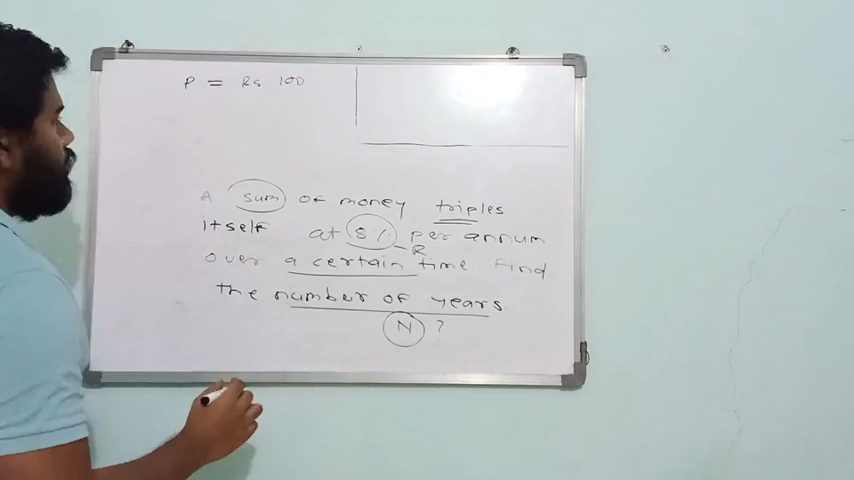 P = Rs 100
A sum of money triples
itself at 8% per annum
R
over a certain time Find
the number of years
N ?